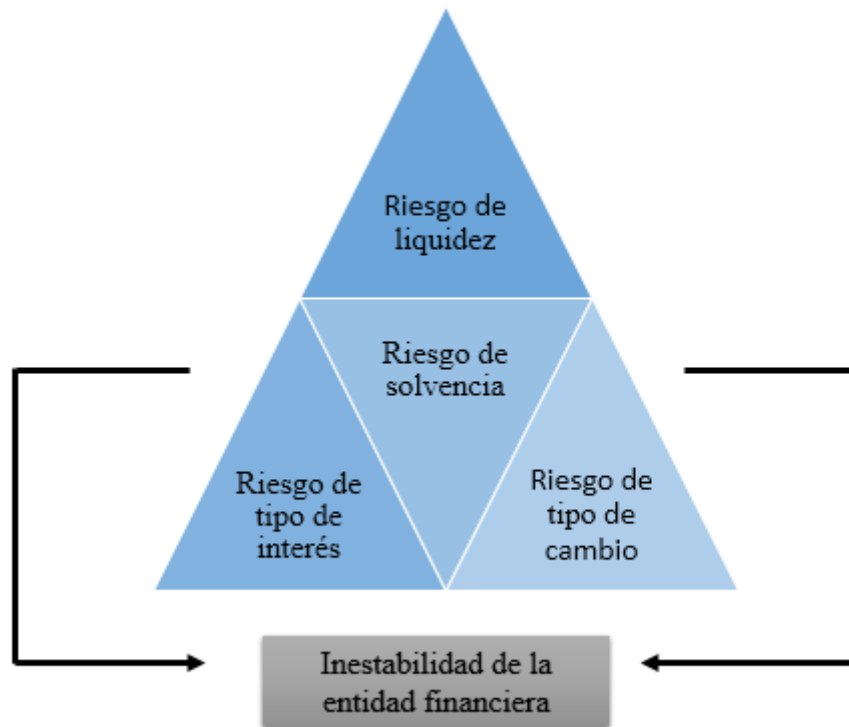 Riesgo de
liquidez
Riesgo de
solvencia
Riesgo de
tipo de
interés
Riesgo de
tipo de
cambio
Inestabilidad de la
entidad financiera